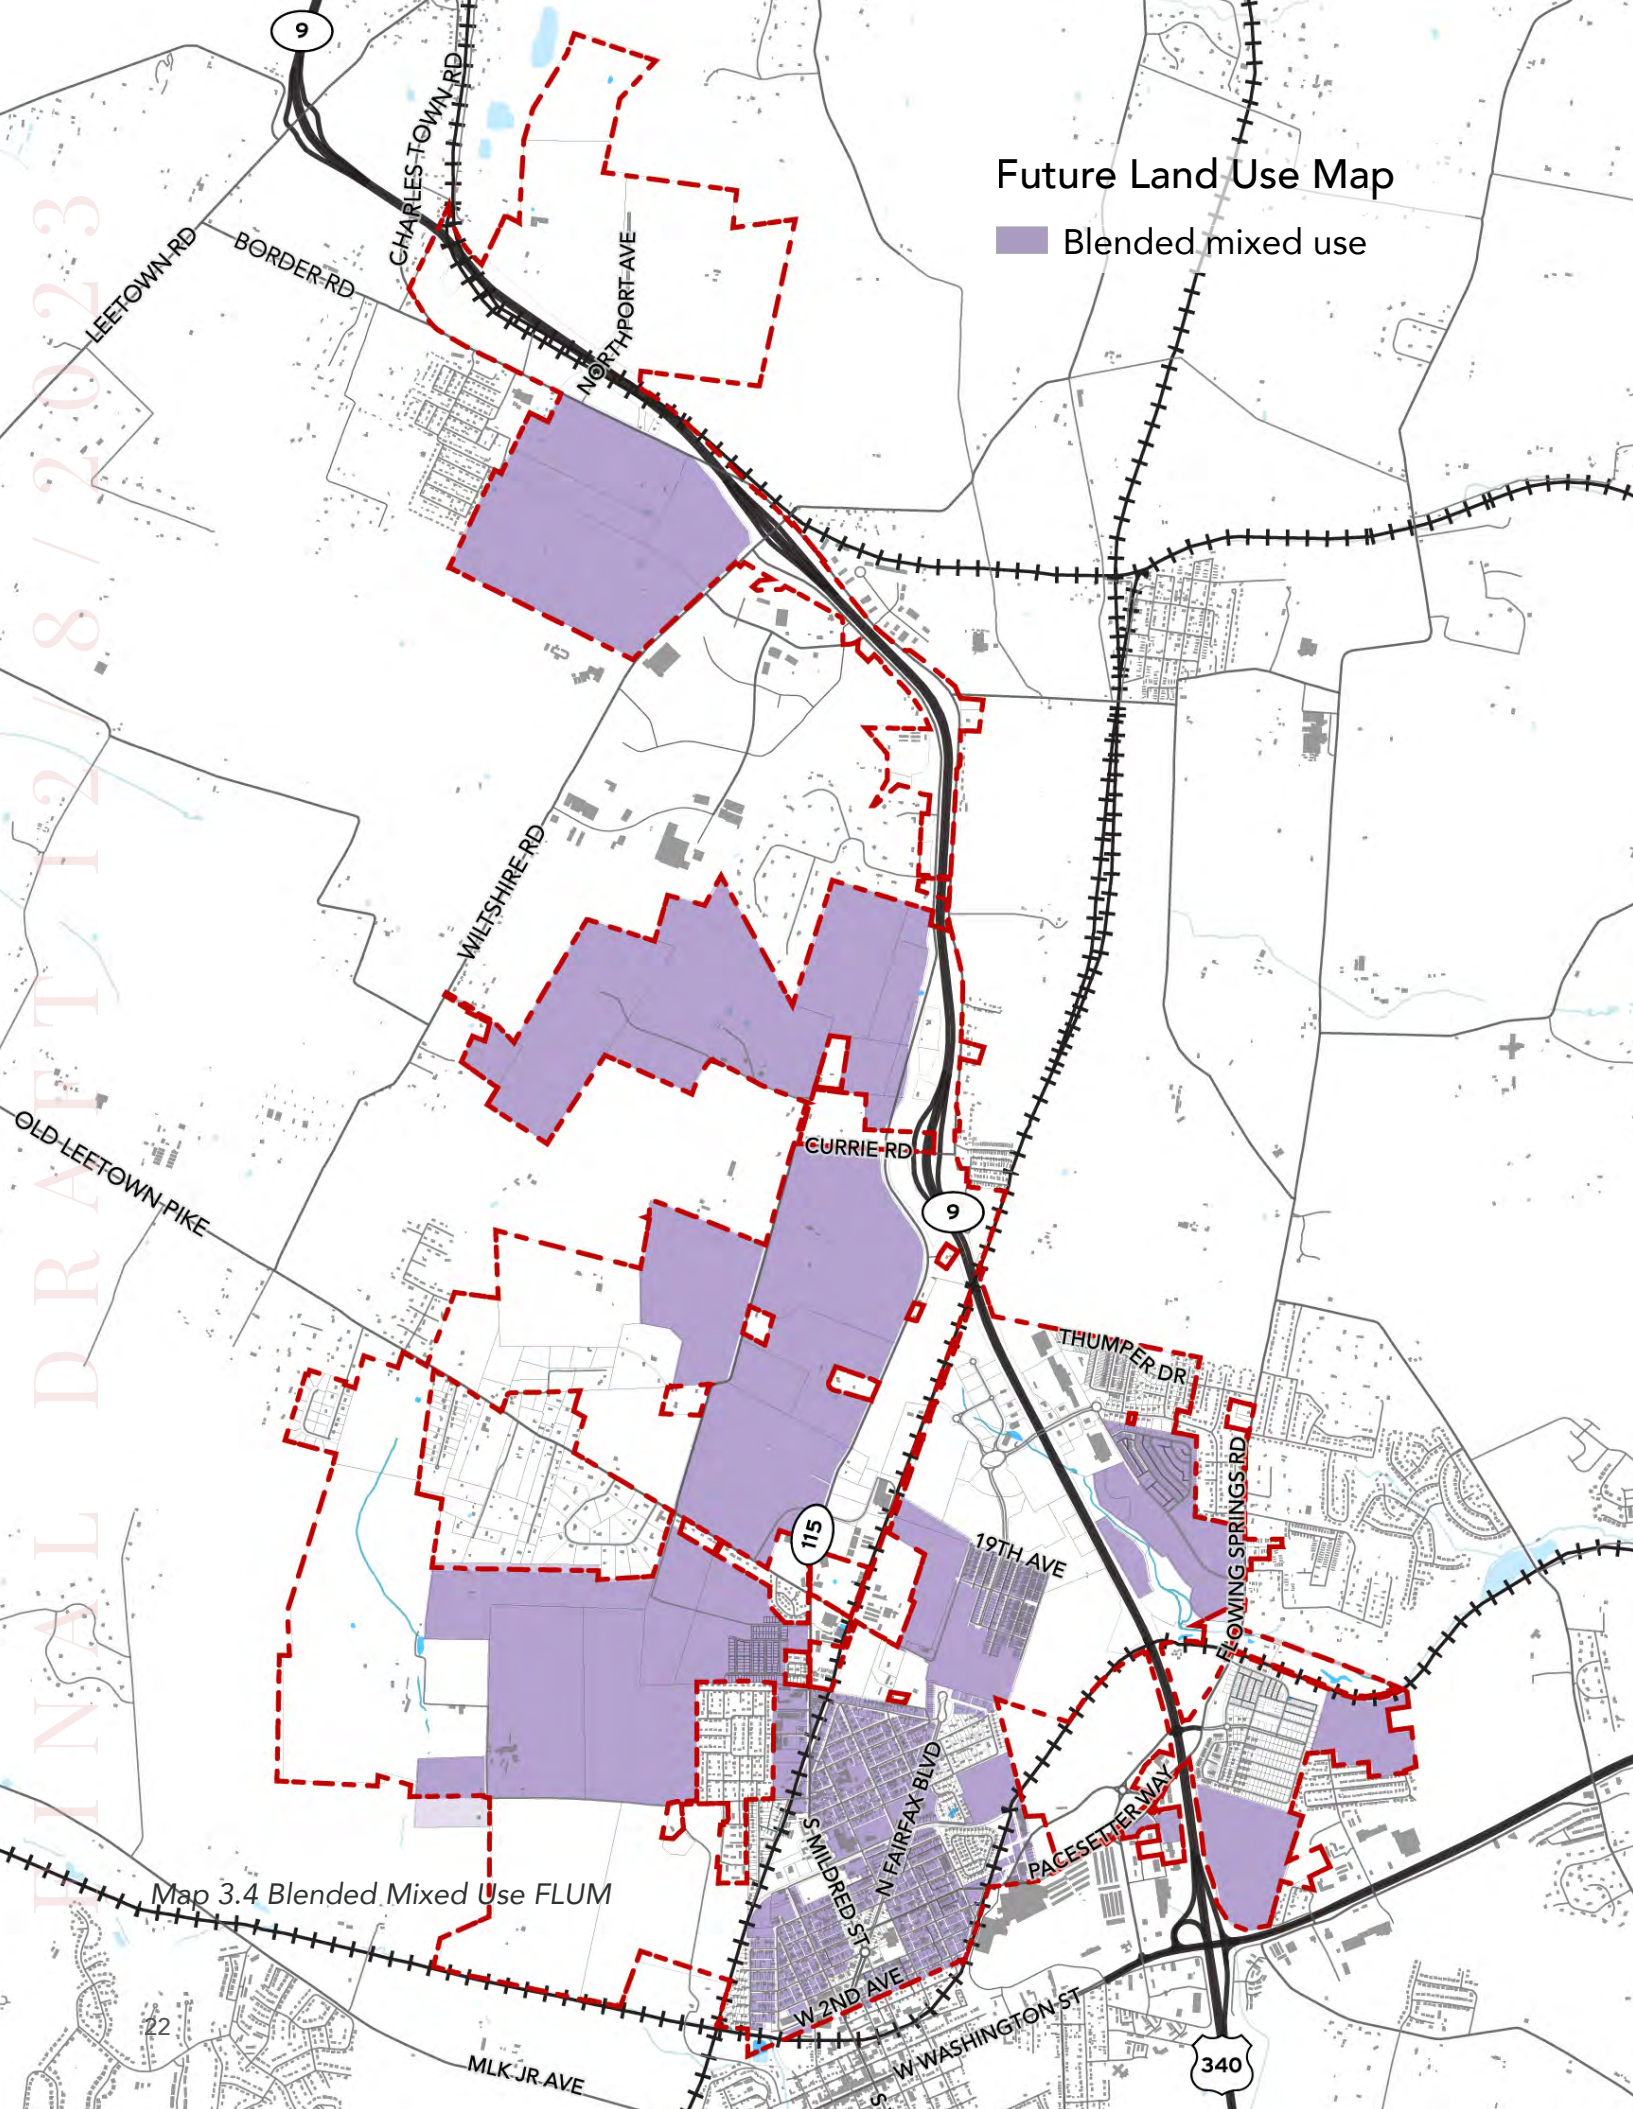 9
CHARLES TOWN RD
Future Land Use Map
Blended mixed use
LEETOWN RD
BORDER RD
NORTHPORT AVE
FINAL DRAFT 12/8/2023
WILTSHIRE RD
OLD LEETOWN PIKE
CURRIE RD
9
THUMPER DR
FLOWING SPRINGS RD
115
19TH AVE
N FAIRFAX BLVD
S MILDRED ST
PACESETTER WAY
Map 3.4 Blended Mixed Use FLUM
W 2ND AVE
W WASHINGTON ST
22
MLK JR AVE
340
S